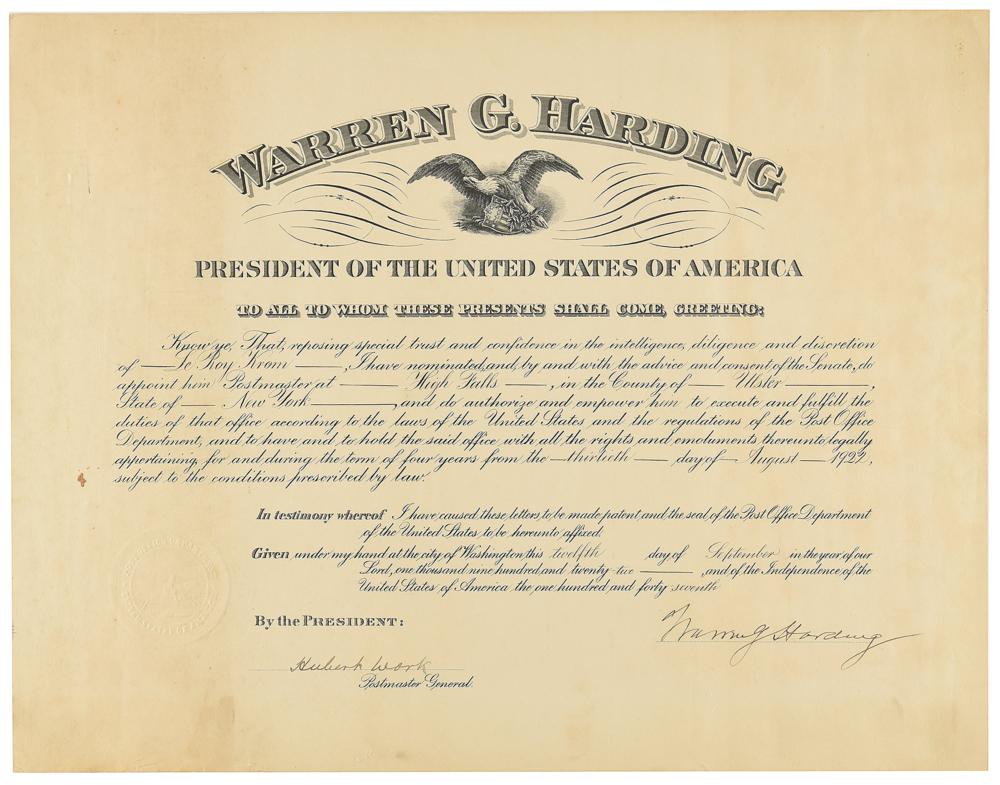 WARREN G. HARDING
PRESIDENT OF THE UNITED STATES OF AMERICA
TO ALL TO WHOM THESE PRESENTS SHALL COME, GREETING:
Know ye, That, reposing special trust and confidence in the intelligence, diligence and discretion
of — Le Roy Krom —, I have nominated, and, by and with the advice and consent of the Senate, do
appoint him Postmaster at — High Falls —, in the County of — Ulster —,
State of — New York —, and do authorize and empower him to execute and fulfill the
duties of that office according to the laws of the United States and the regulations of the Post Office
Department, and to have and to hold the said office, with all the rights and emoluments thereunto legally
appertaining, for and during the term of four years from the — thirtieth — day of — August — 1922,
subject to the conditions prescribed by law.
In testimony whereof I have caused these letters to be made patent and the seal of the Post Office Department
of the United States to be hereunto affixed.
Given under my hand at the city of Washington this twelfth day of September in the year of our
Lord, one thousand nine hundred and twenty-two —, and of the Independence of the
United States of America the one hundred and forty seventh
By the PRESIDENT:
Warren G Harding
Hubert Work
Postmaster General.